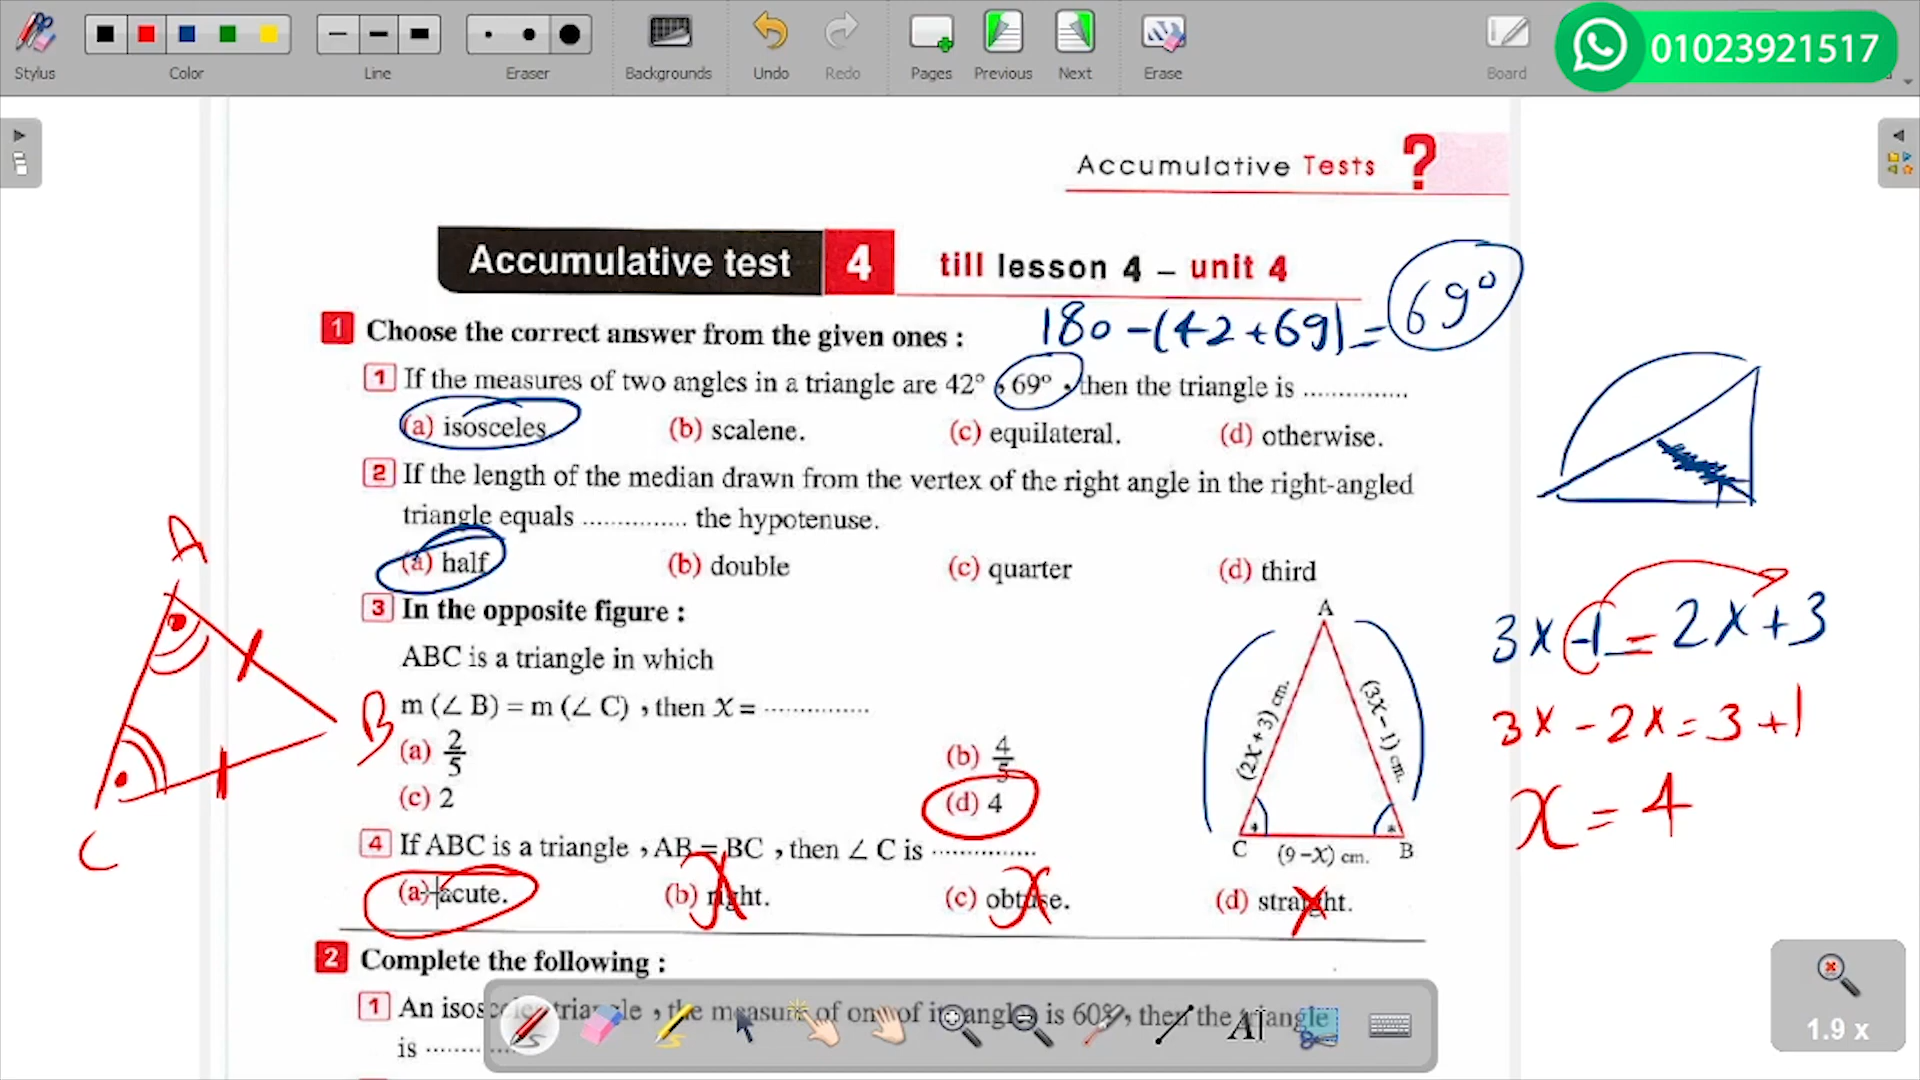 Stylus
Color
Line
Eraser
Backgrounds
Undo
Redo
Pages
Previous
Next
Erase
Board
01023921517
Accumulative Tests ?
Accumulative test 4 till lesson 4 – unit 4
69°
180 -(42+69)=
1 Choose the correct answer from the given ones :
1 If the measures of two angles in a triangle are 42° , 69° , then the triangle is ...............
(a) isosceles.
(b) scalene.
(c) equilateral.
(d) otherwise.
2 If the length of the median drawn from the vertex of the right angle in the right-angled
triangle equals ............... the hypotenuse.
(a) half
(b) double
(c) quarter
(d) third
3 In the opposite figure :
ABC is a triangle in which
m (∠ B) = m (∠ C) , then X = ...............
(a) 2/5
(b) 4/5
(c) 2
(d) 4
A
(2X+3) cm.
(3X-1) cm.
C
(9-X) cm.
B
3x-1=2x+3
3x-2x=3+1
x=4
A
B
C
4 If ABC is a triangle , AB = BC , then ∠ C is ...............
(a) acute.
(b) right.
(c) obtuse.
(d) straight.
2 Complete the following :
1 An isosceles triangle , the measure of one of its angles is 60° , then the triangle
is
1.9 x